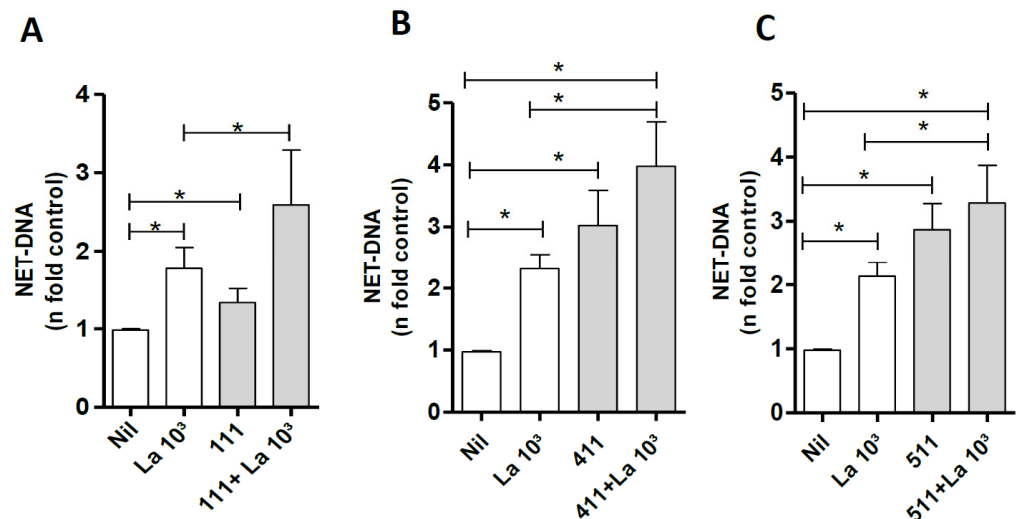 A
NET-DNA
(n fold control)
4
3
2
1
0
*
*
*
Nil
La 10³
111
111+ La 10³
B
NET-DNA
(n fold control)
5
4
3
2
1
0
*
*
*
*
Nil
La 10³
411
411+La 10³
C
NET-DNA
(n fold control)
5
4
3
2
1
0
*
*
*
*
Nil
La 10³
511
511+La 10³